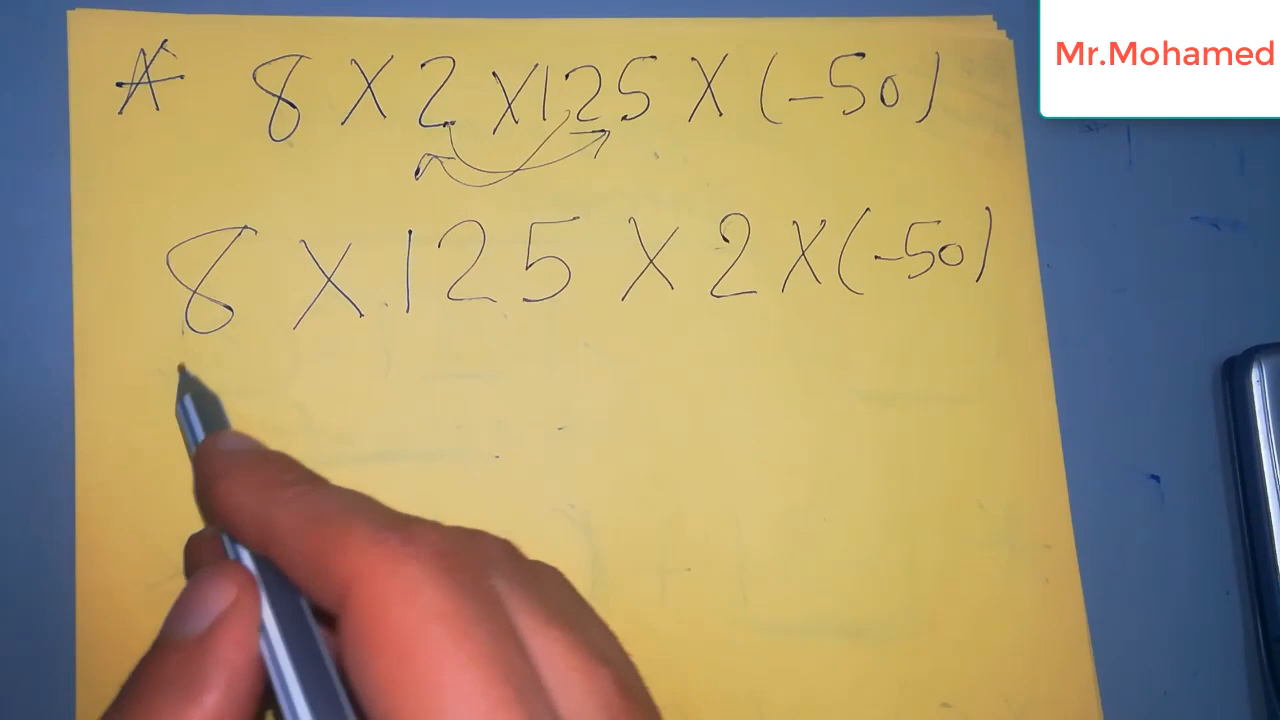 Mr.Mohamed
* 8 X 2 X 125 X (-50)
8 X 125 X 2 X (-50)